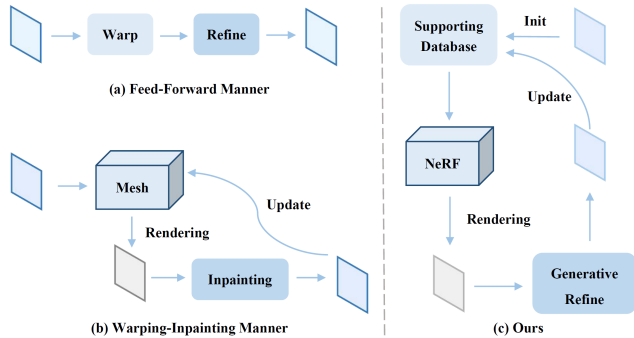 Warp
Refine
(a) Feed-Forward Manner
Mesh
Update
Rendering
Inpainting
(b) Warping-Inpainting Manner
Supporting
Database
Init
Update
NeRF
Rendering
Generative
Refine
(c) Ours